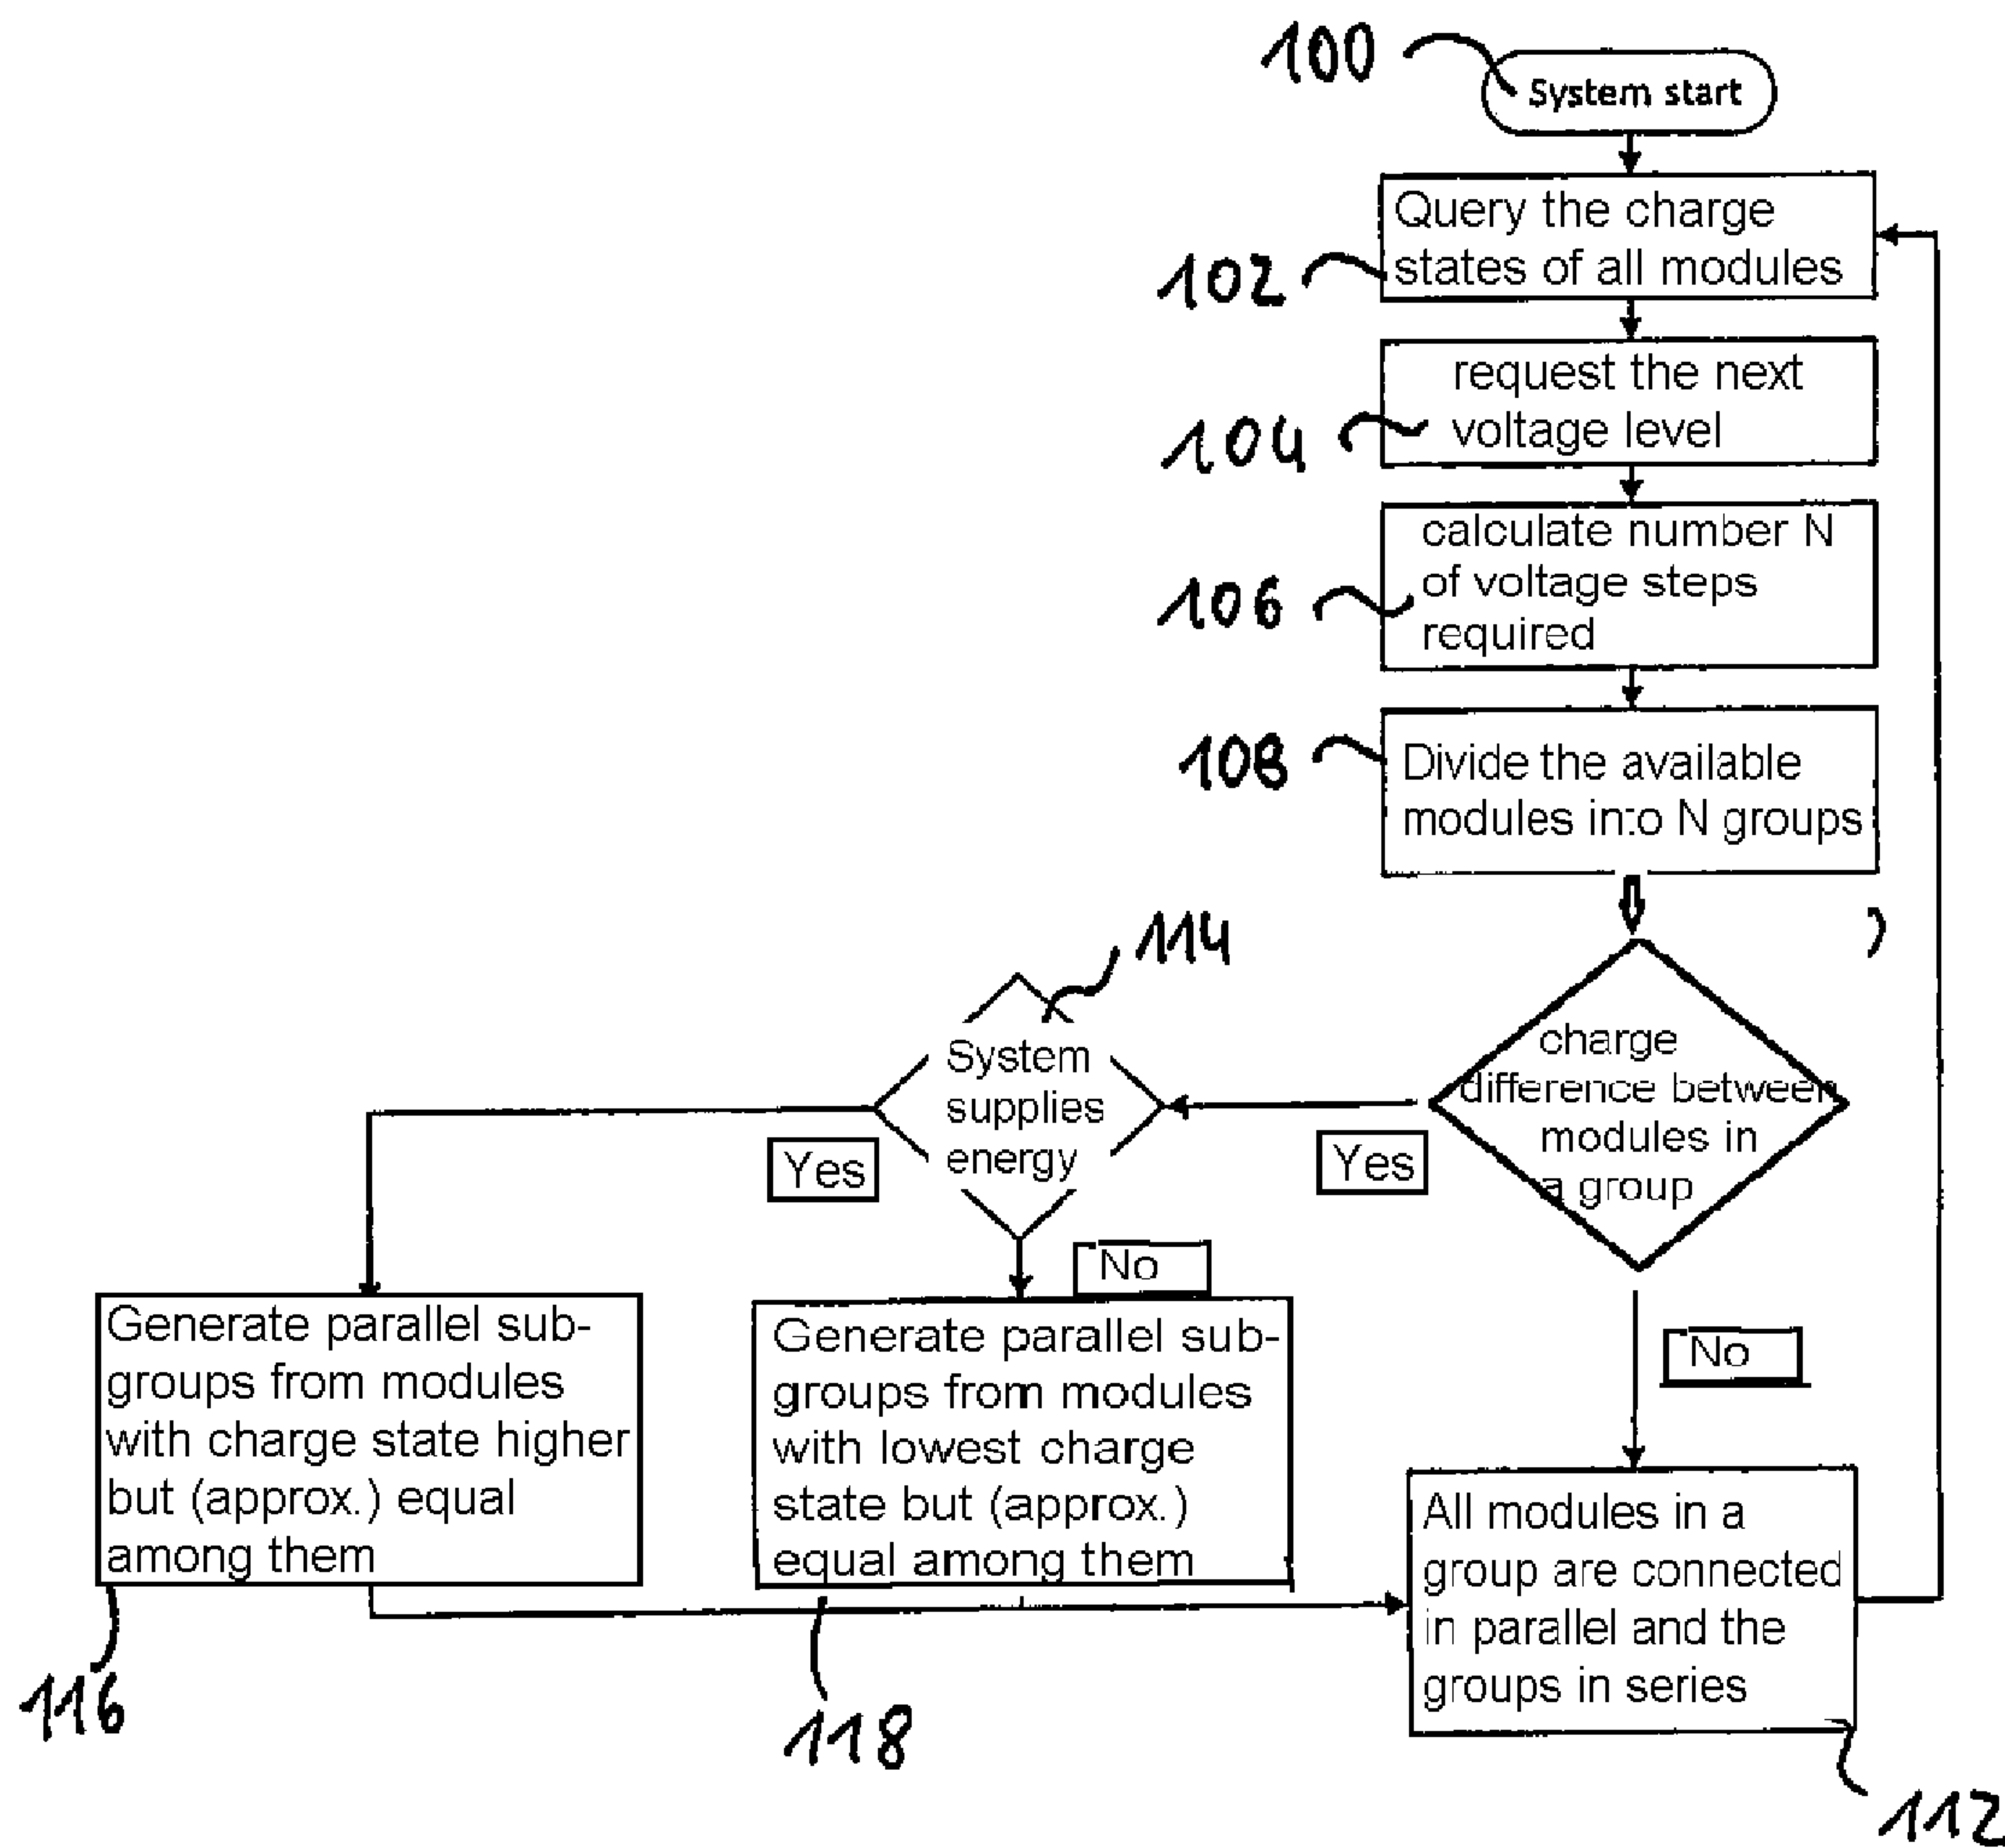 100
System start
Query the charge
states of all modules
102
request the next
voltage level
104
calculate number N
of voltage steps
required
106
108
Divide the available
modules into N groups
114
charge
difference between
modules in
a group
System
supplies
energy
Yes
Yes
No
No
Generate parallel sub-
groups from modules
with charge state higher
but (approx.) equal
among them
Generate parallel sub-
groups from modules
with lowest charge
state but (approx.)
equal among them
All modules in a
group are connected
in parallel and the
groups in series
116
118
112